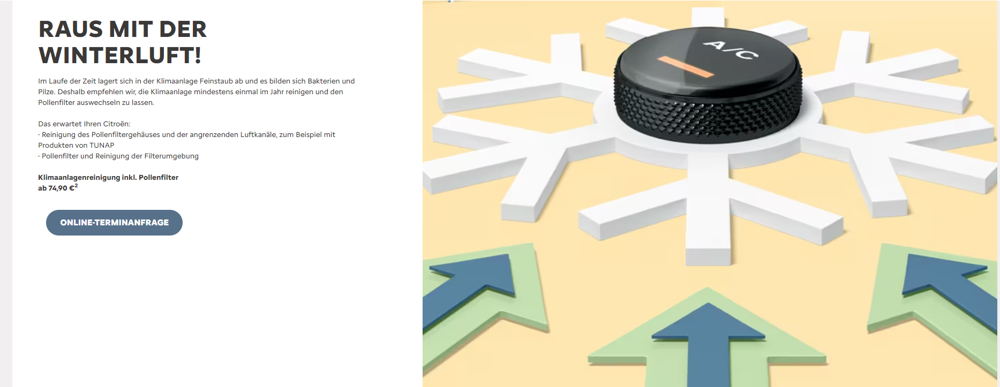 RAUS MIT DER
WINTERLUFT!
Im Laufe der Zeit lagert sich in der Klimaanlage Feinstaub ab und es bilden sich Bakterien und
Pilze. Deshalb empfehlen wir, die Klimaanlage mindestens einmal im Jahr reinigen und den
Pollenfilter auswechseln zu lassen.
Das erwartet Ihren Citroën:
- Reinigung des Pollenfiltergehäuses und der angrenzenden Luftkanäle, zum Beispiel mit
Produkten von TUNAP
- Pollenfilter und Reinigung der Filterumgebung
Klimaanlagenreinigung inkl. Pollenfilter
ab 74,90 €²
ONLINE-TERMINANFRAGE
A/C